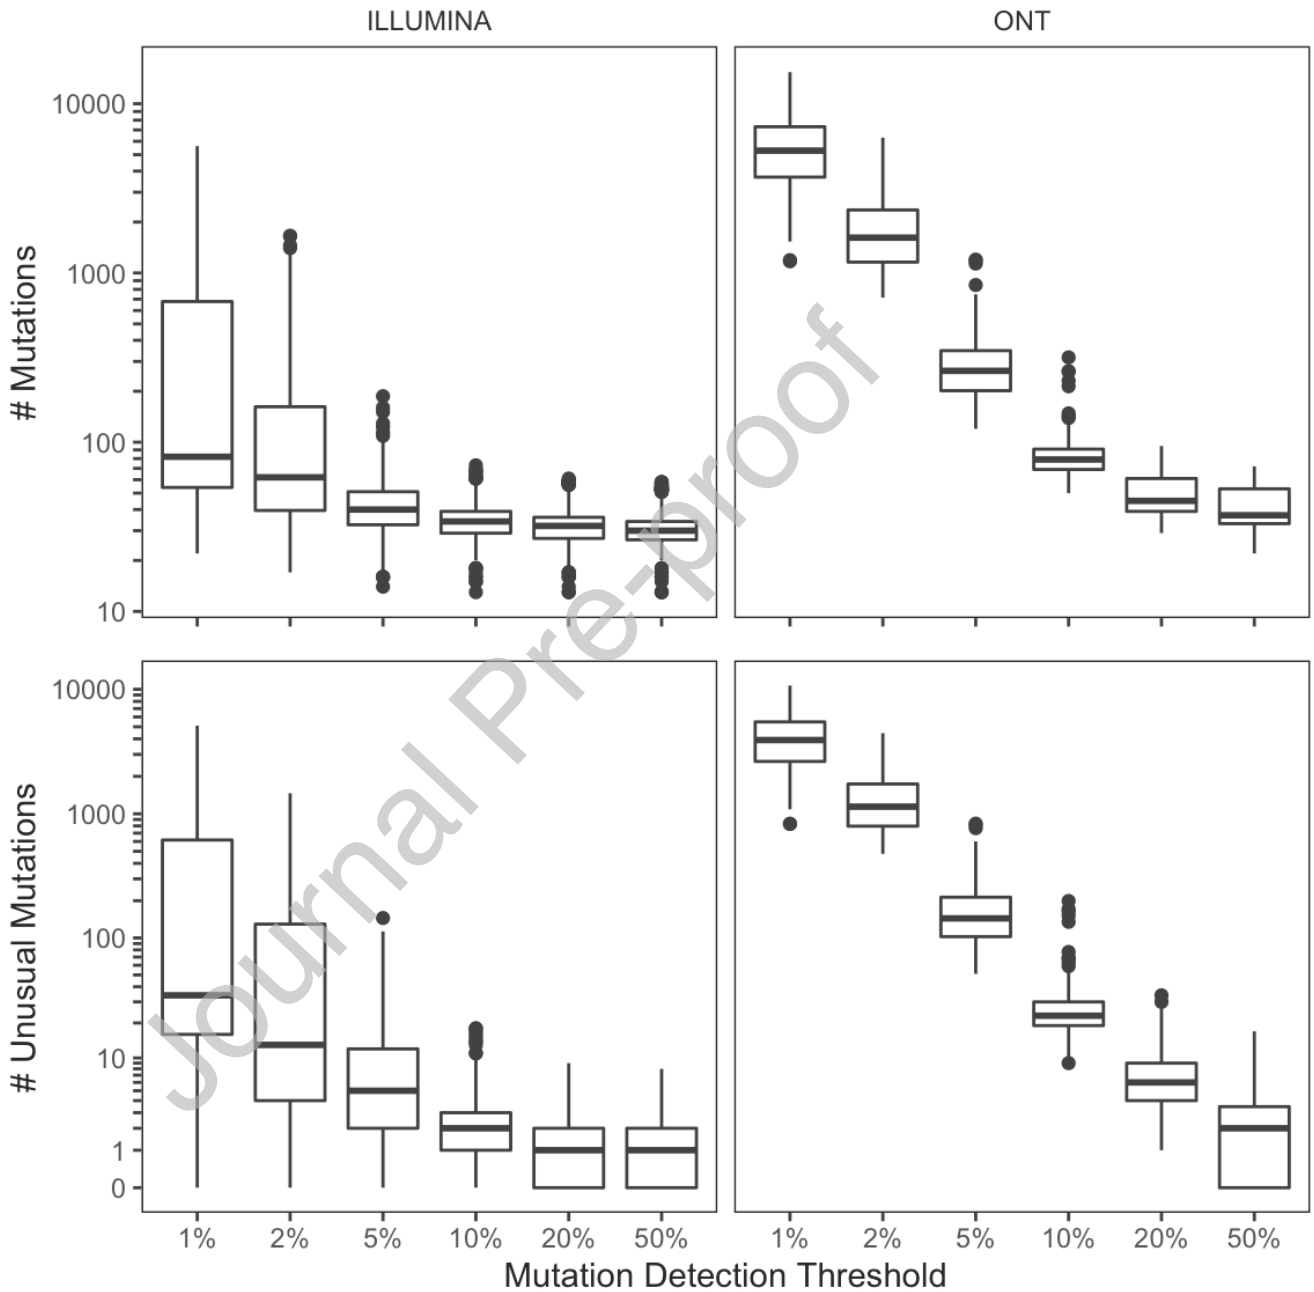 ILLUMINA
ONT
# Mutations
10000
1000
100
10
# Unusual Mutations
10000
1000
100
10
1
0
1% 2% 5% 10% 20% 50%
1% 2% 5% 10% 20% 50%
Mutation Detection Threshold
Journal Pre-proof